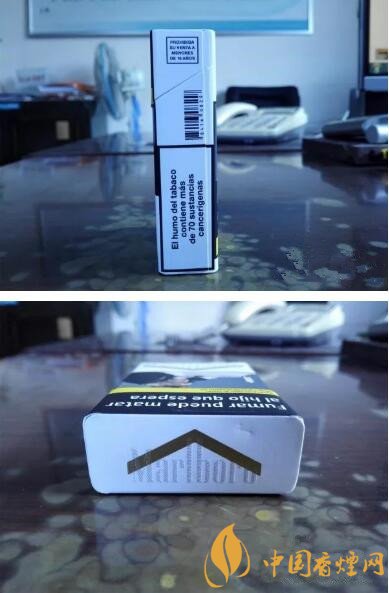 PROHIBIDA
SU VENTA A
MENORES
DE 18 AÑOS
El humo del tabaco
contiene más
de 70 sustancias
cancerígenas
Fumar puede matar
al hijo que espera
Marlboro
中国香烟网